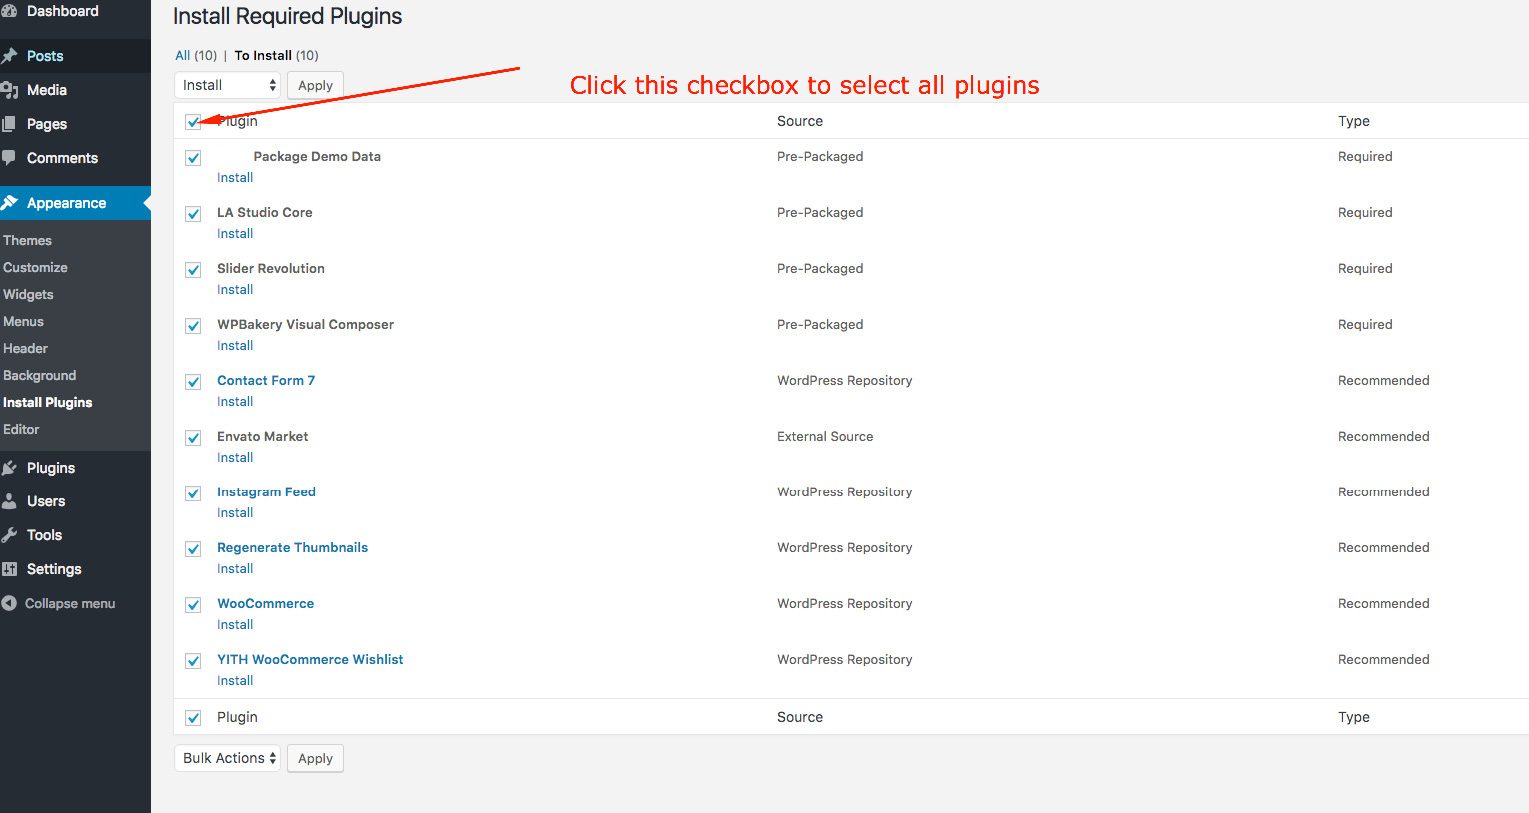 Dashboard
Posts
Media
Pages
Comments
Appearance
Themes
Customize
Widgets
Menus
Header
Background
Install Plugins
Editor
Plugins
Users
Tools
Settings
Collapse menu
Install Required Plugins
All (10) | To Install (10)
Install Apply
Click this checkbox to select all plugins
Plugin Source Type
Package Demo Data Pre-Packaged Required
Install
LA Studio Core Pre-Packaged Required
Install
Slider Revolution Pre-Packaged Required
Install
WPBakery Visual Composer Pre-Packaged Required
Install
Contact Form 7 WordPress Repository Recommended
Install
Envato Market External Source Recommended
Install
Instagram Feed WordPress Repository Recommended
Install
Regenerate Thumbnails WordPress Repository Recommended
Install
WooCommerce WordPress Repository Recommended
Install
YITH WooCommerce Wishlist WordPress Repository Recommended
Install
Plugin Source Type
Bulk Actions Apply